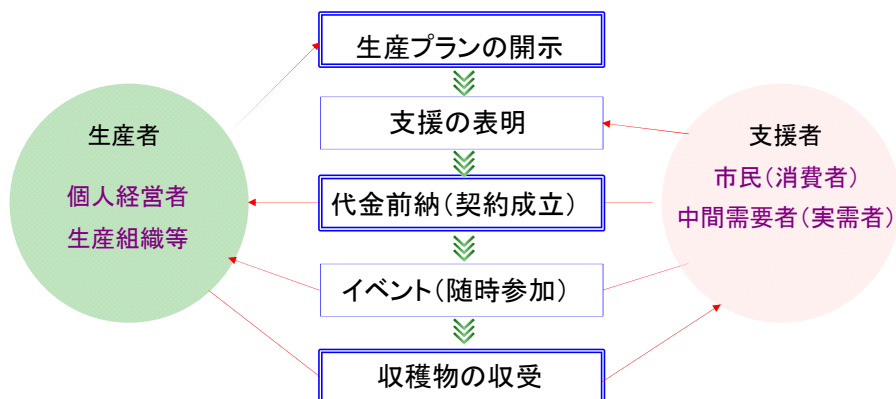 生産プランの開示
支援の表明
代金前納(契約成立)
イベント(随時参加)
収穫物の収受
生産者
個人経営者
生産組織等
支援者
市民(消費者)
中間需要者(実需者)